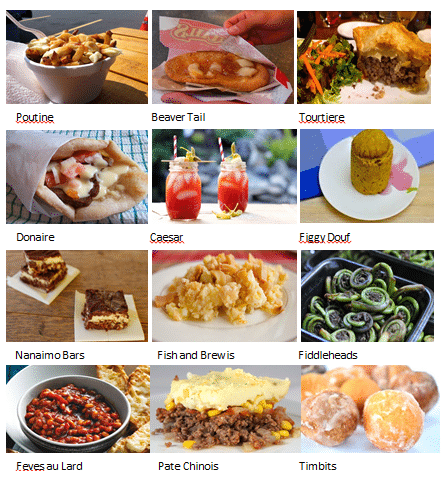 Poutine Beaver Tail Tourtiere
Donaire Caesar Figgy Douf
Nanaimo Bars Fish and Brewis Fiddleheads
Feves au Lard Pate Chinois Timbits